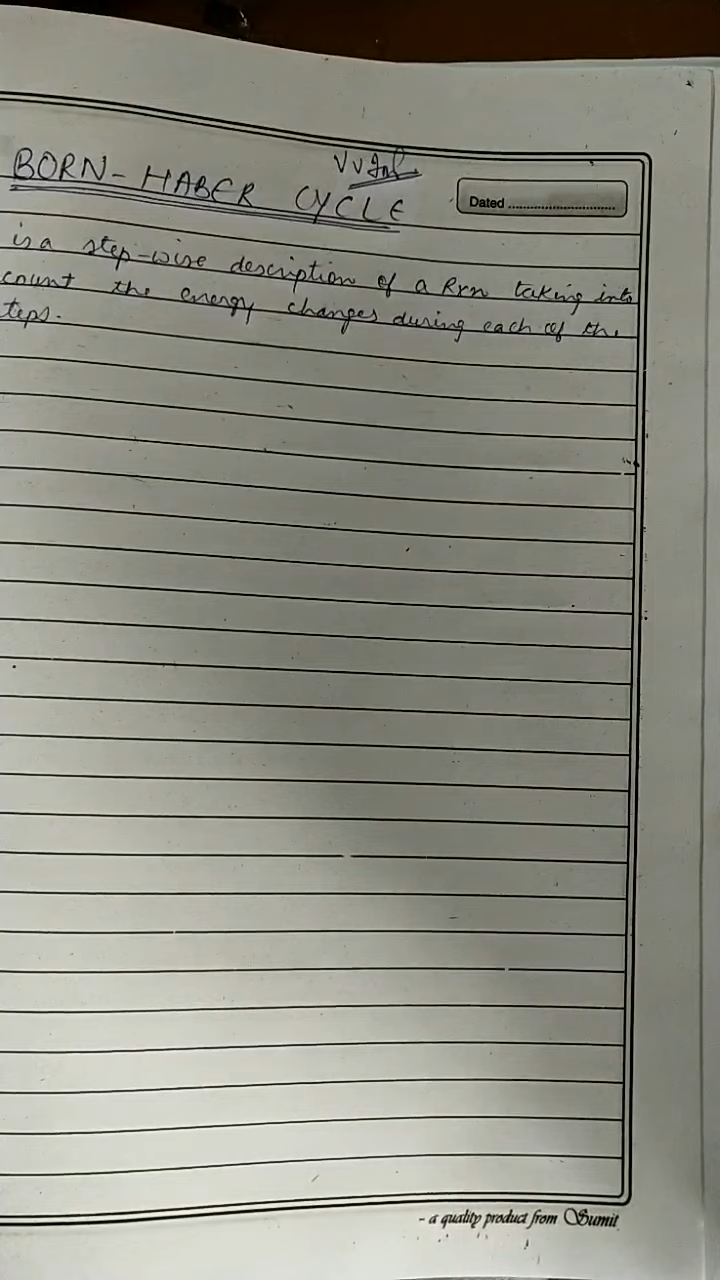 VVImp
BORN-HABER CYCLE
Dated
is a step-wise description of a Rxn taking into
count the energy changes during each of the
teps.
- a quality product from Sumit